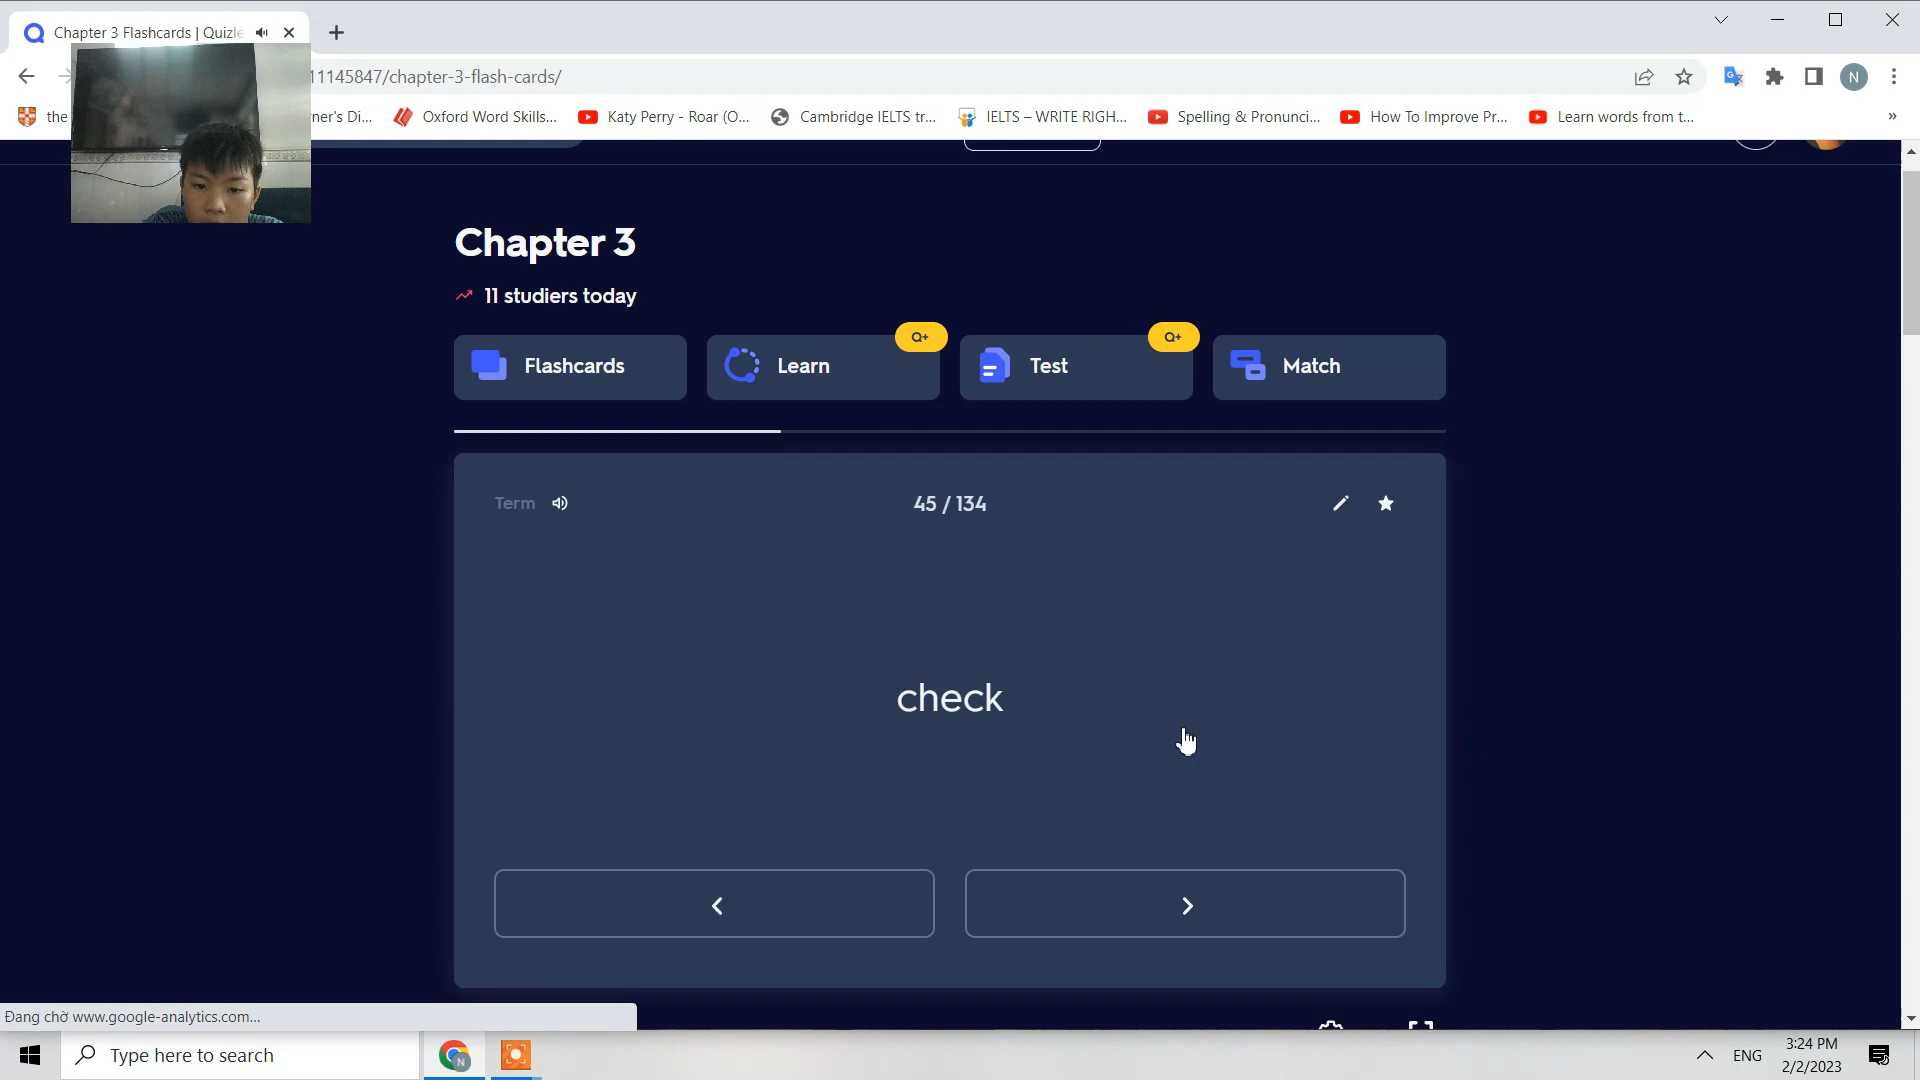 Chapter 3 Flashcards | Quizle
11145847/chapter-3-flash-cards/
N
the
ner's Di...
Oxford Word Skills...
Katy Perry - Roar (O...
Cambridge IELTS tr...
IELTS – WRITE RIGH...
Spelling & Pronunci...
How To Improve Pr...
Learn words from t...
»
Chapter 3
11 studiers today
Flashcards
Learn
Q+
Test
Q+
Match
Term
45 / 134
check
Đang chờ www.google-analytics.com...
Type here to search
N
ENG
3:24 PM
2/2/2023